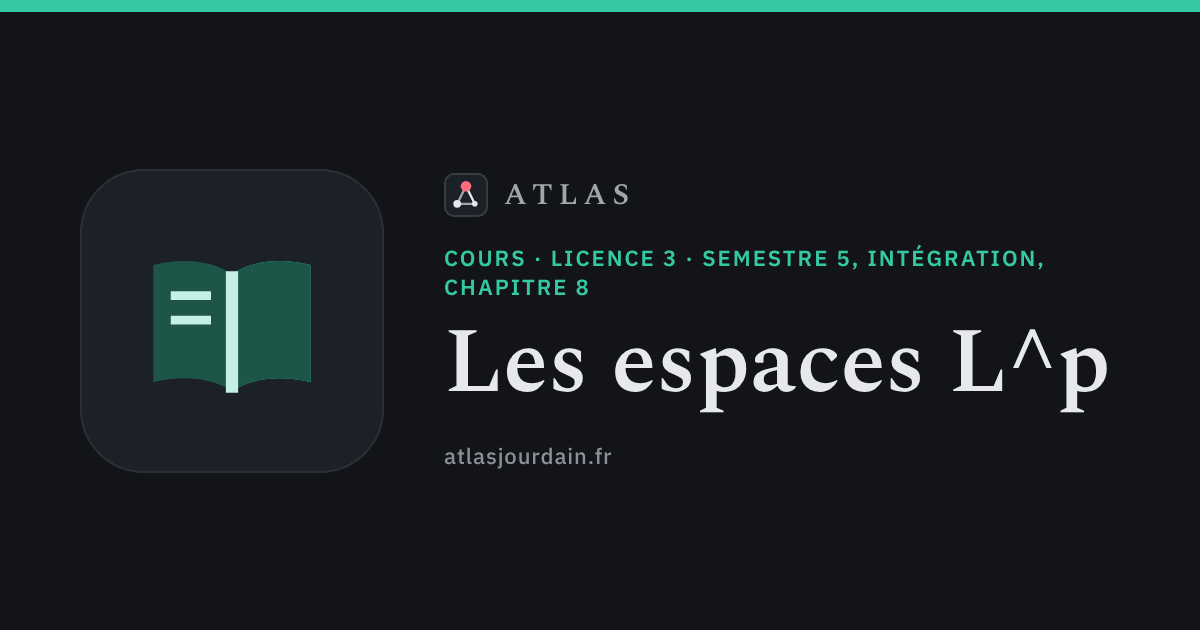 ATLAS
COURS · LICENCE 3 · SEMESTRE 5, INTÉGRATION,
CHAPITRE 8
Les espaces L^p
atlasjourdain.fr